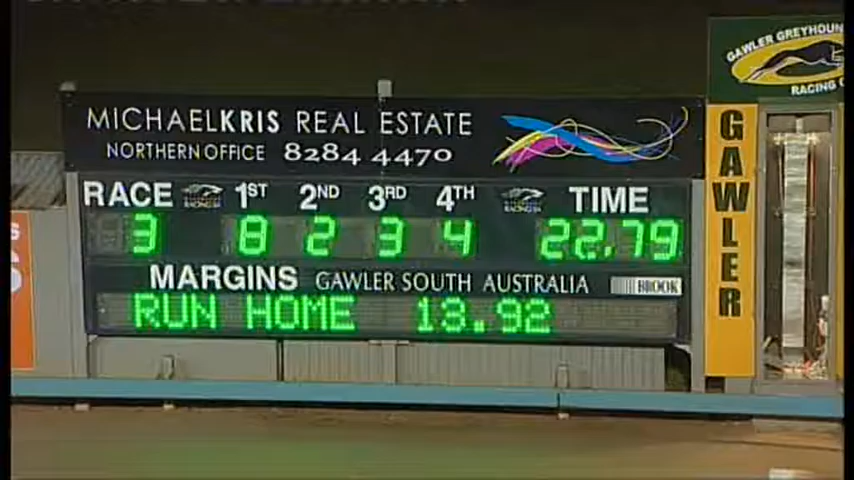 GAWLER GREYHOUND
RACING C
MICHAELKRIS REAL ESTATE
NORTHERN OFFICE 8284 4470
RACE 1ST 2ND 3RD 4TH TIME
3 8 2 3 4 22.79
MARGINS GAWLER SOUTH AUSTRALIA BROOK
RUN HOME 13.92
GAWLER
S
S